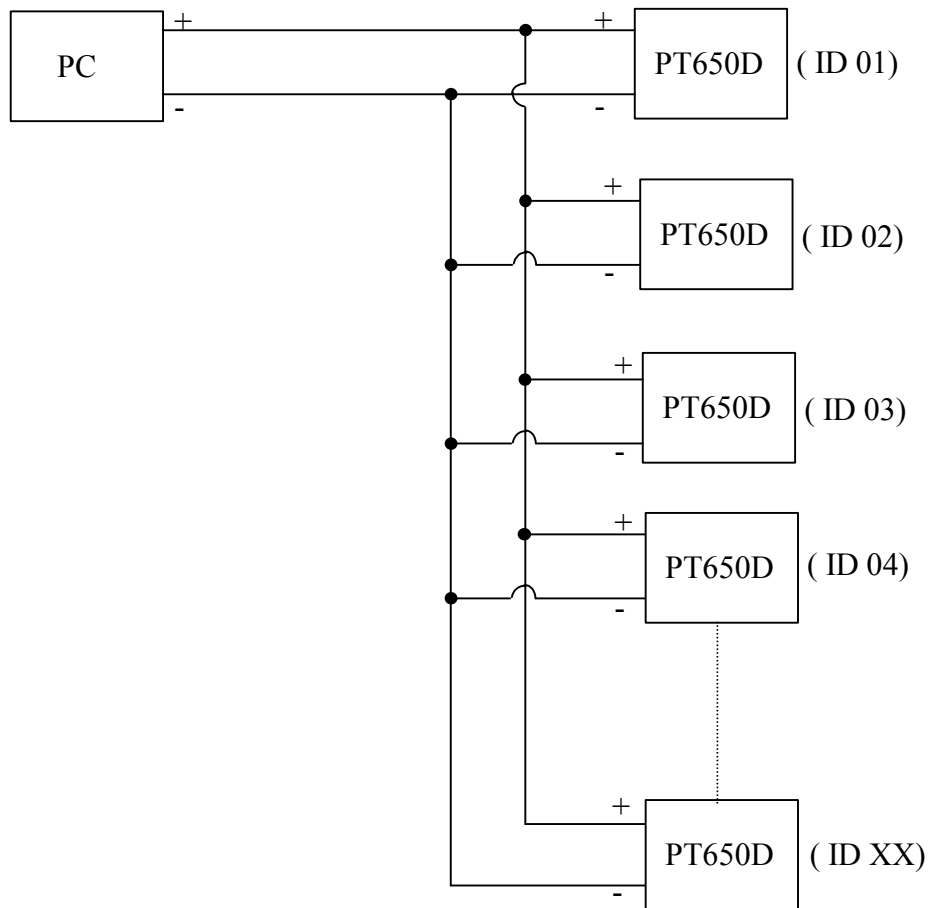 + +
PC PT650D ( ID 01)
- -
+
PT650D ( ID 02)
-
+
PT650D ( ID 03)
-
+
PT650D ( ID 04)
-
+
PT650D ( ID XX)
-